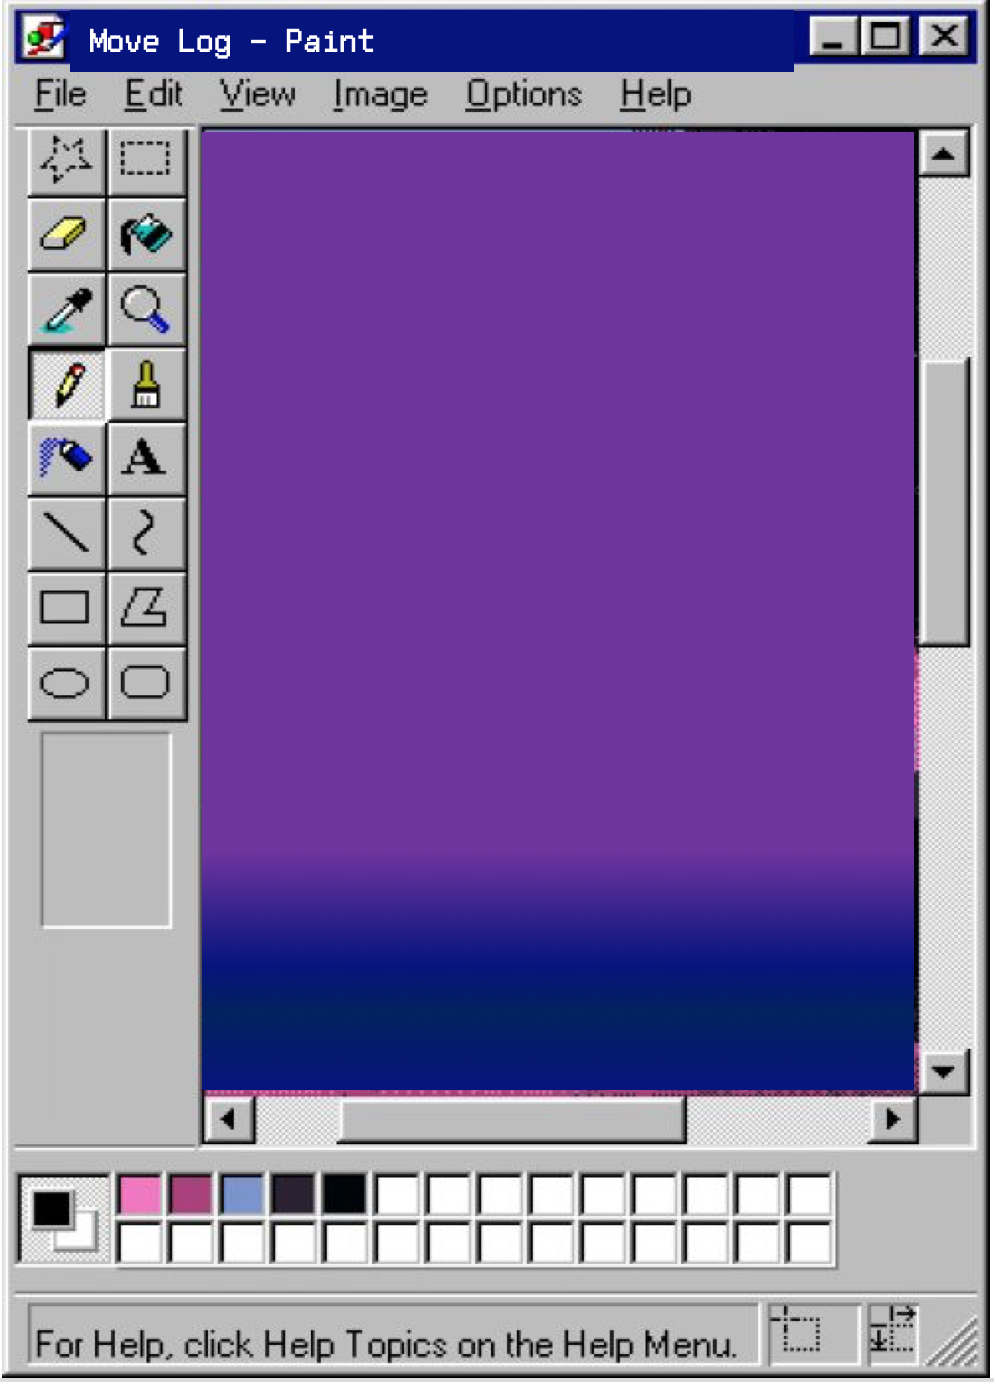 Move Log - Paint
File Edit View Image Options Help
A
For Help, click Help Topics on the Help Menu.